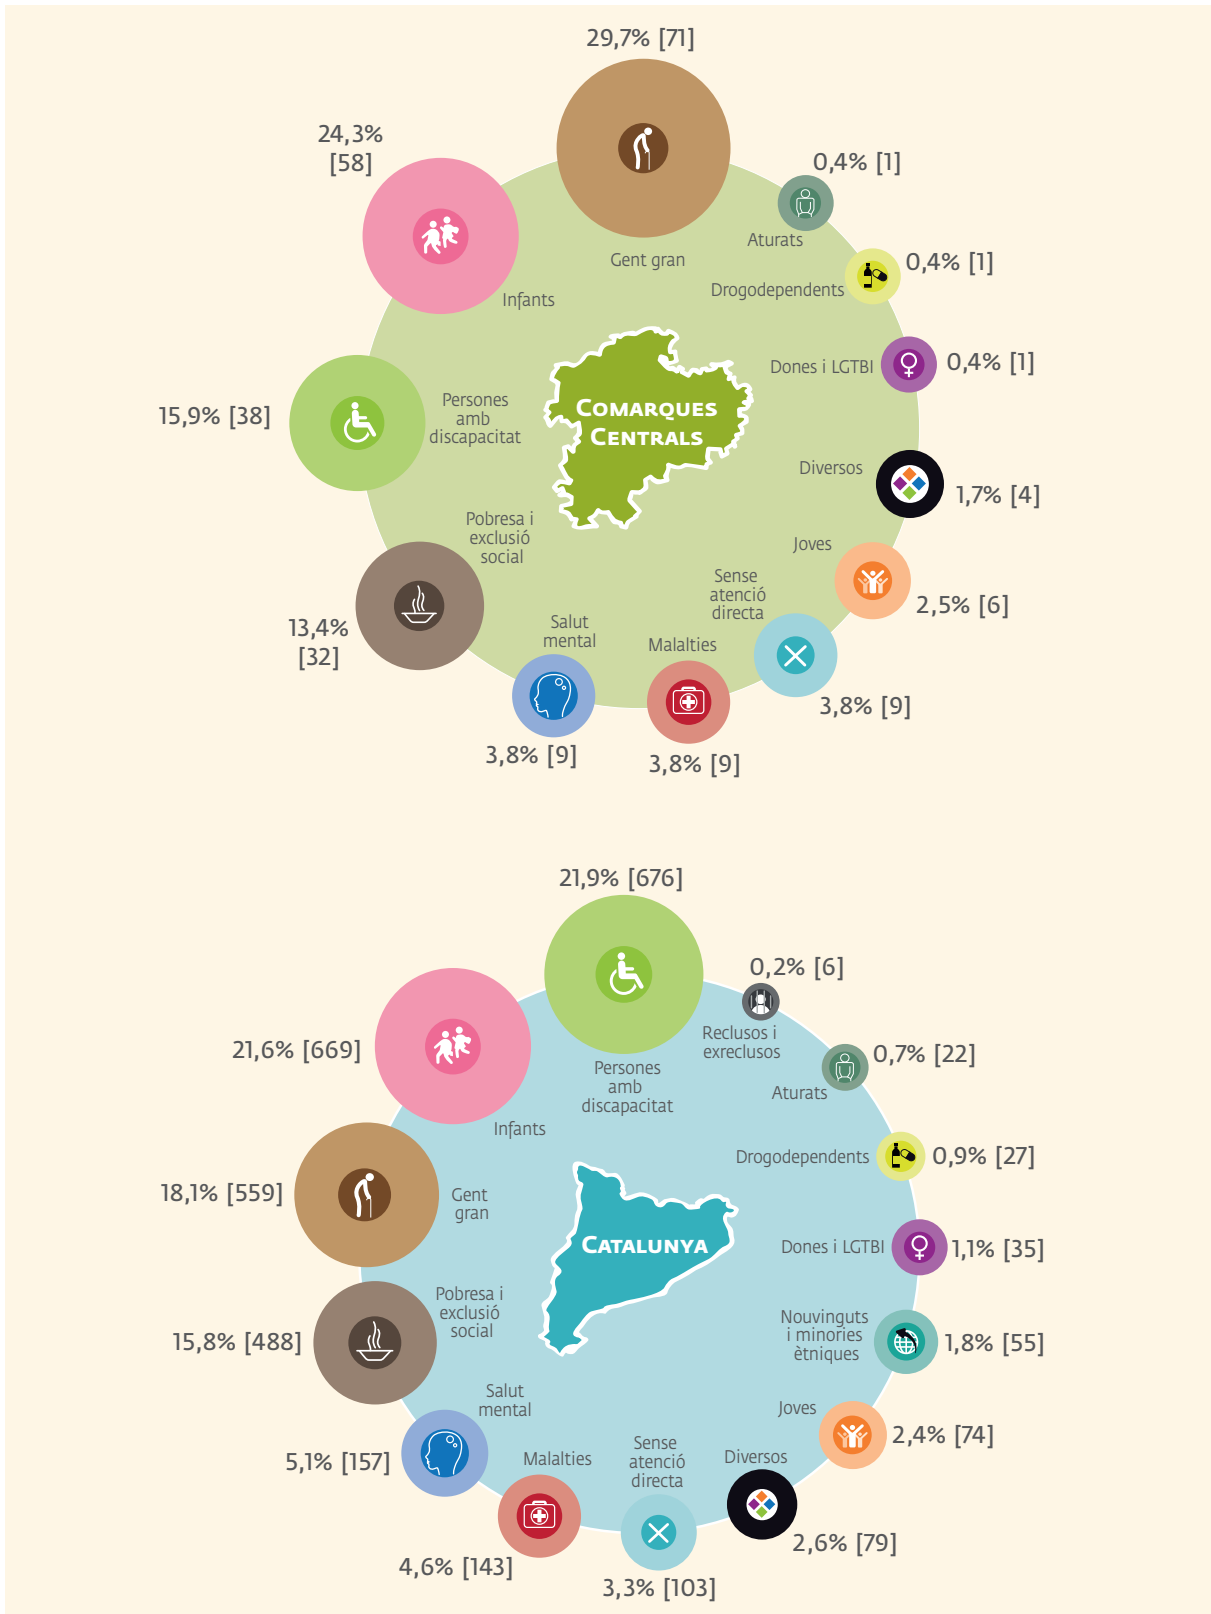 29,7% [71]
24,3%
[58]
0,4% [1]
Aturats
Gent gran
0,4% [1]
Drogodependents
Infants
Dones i LGTBI
0,4% [1]
15,9% [38]
Persones
amb
discapacitat
COMARQUES
CENTRALS
Diversos
1,7% [4]
Pobresa i
exclusió
social
Joves
2,5% [6]
Sense
atenció
directa
13,4%
[32]
Salut
mental
Malalties
3,8% [9]
3,8% [9]
3,8% [9]
21,9% [676]
0,2% [6]
Reclusos i
exreclusos
21,6% [669]
0,7% [22]
Persones
amb
discapacitat
Aturats
Infants
Drogodependents
0,9% [27]
18,1% [559]
Gent
gran
CATALUNYA
Dones i LGTBI
1,1% [35]
Pobresa i
exclusió
social
15,8% [488]
Nouvinguts
i minories
ètniques
1,8% [55]
Salut
mental
Joves
2,4% [74]
5,1% [157]
Malalties
Sense
atenció
directa
Diversos
2,6% [79]
4,6% [143]
3,3% [103]